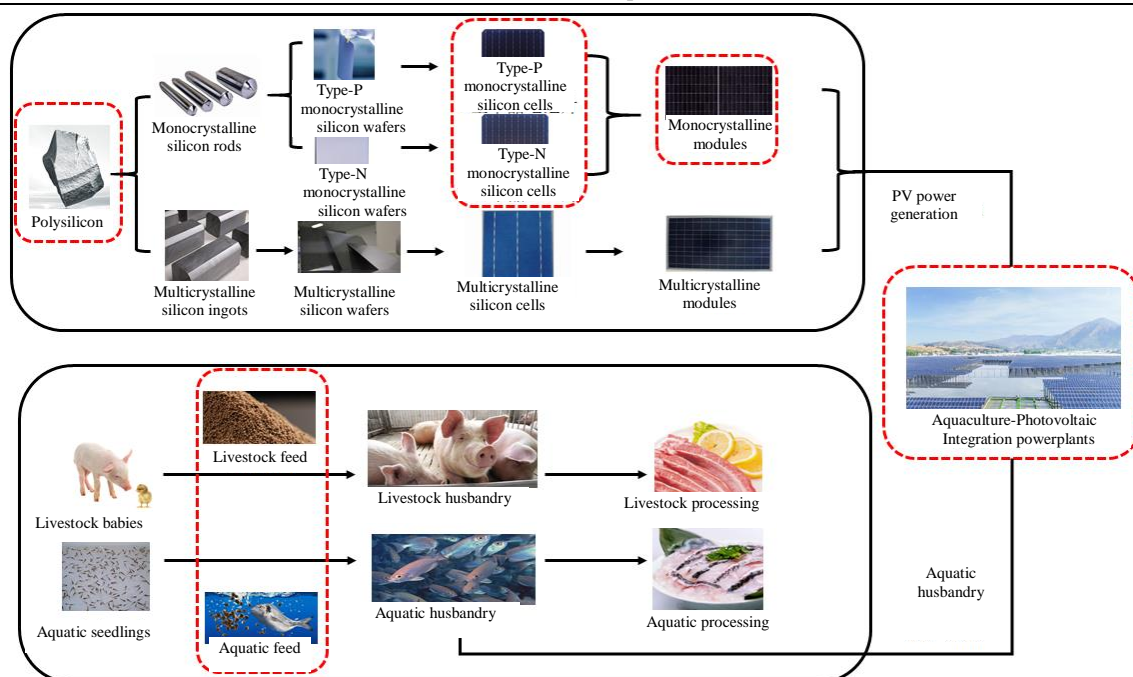 Polysilicon
Monocrystalline
silicon rods
Type-P
monocrystalline
silicon wafers
Type-N
monocrystalline
silicon wafers
Type-P
monocrystalline
silicon cells
Type-N
monocrystalline
silicon cells
Monocrystalline
modules
Multicrystalline
silicon ingots
Multicrystalline
silicon wafers
Multicrystalline
silicon cells
Multicrystalline
modules
PV power
generation
Aquaculture-Photovoltaic
Integration powerplants
Livestock babies
Livestock feed
Livestock husbandry
Livestock processing
Aquatic seedlings
Aquatic feed
Aquatic husbandry
Aquatic processing
Aquatic
husbandry